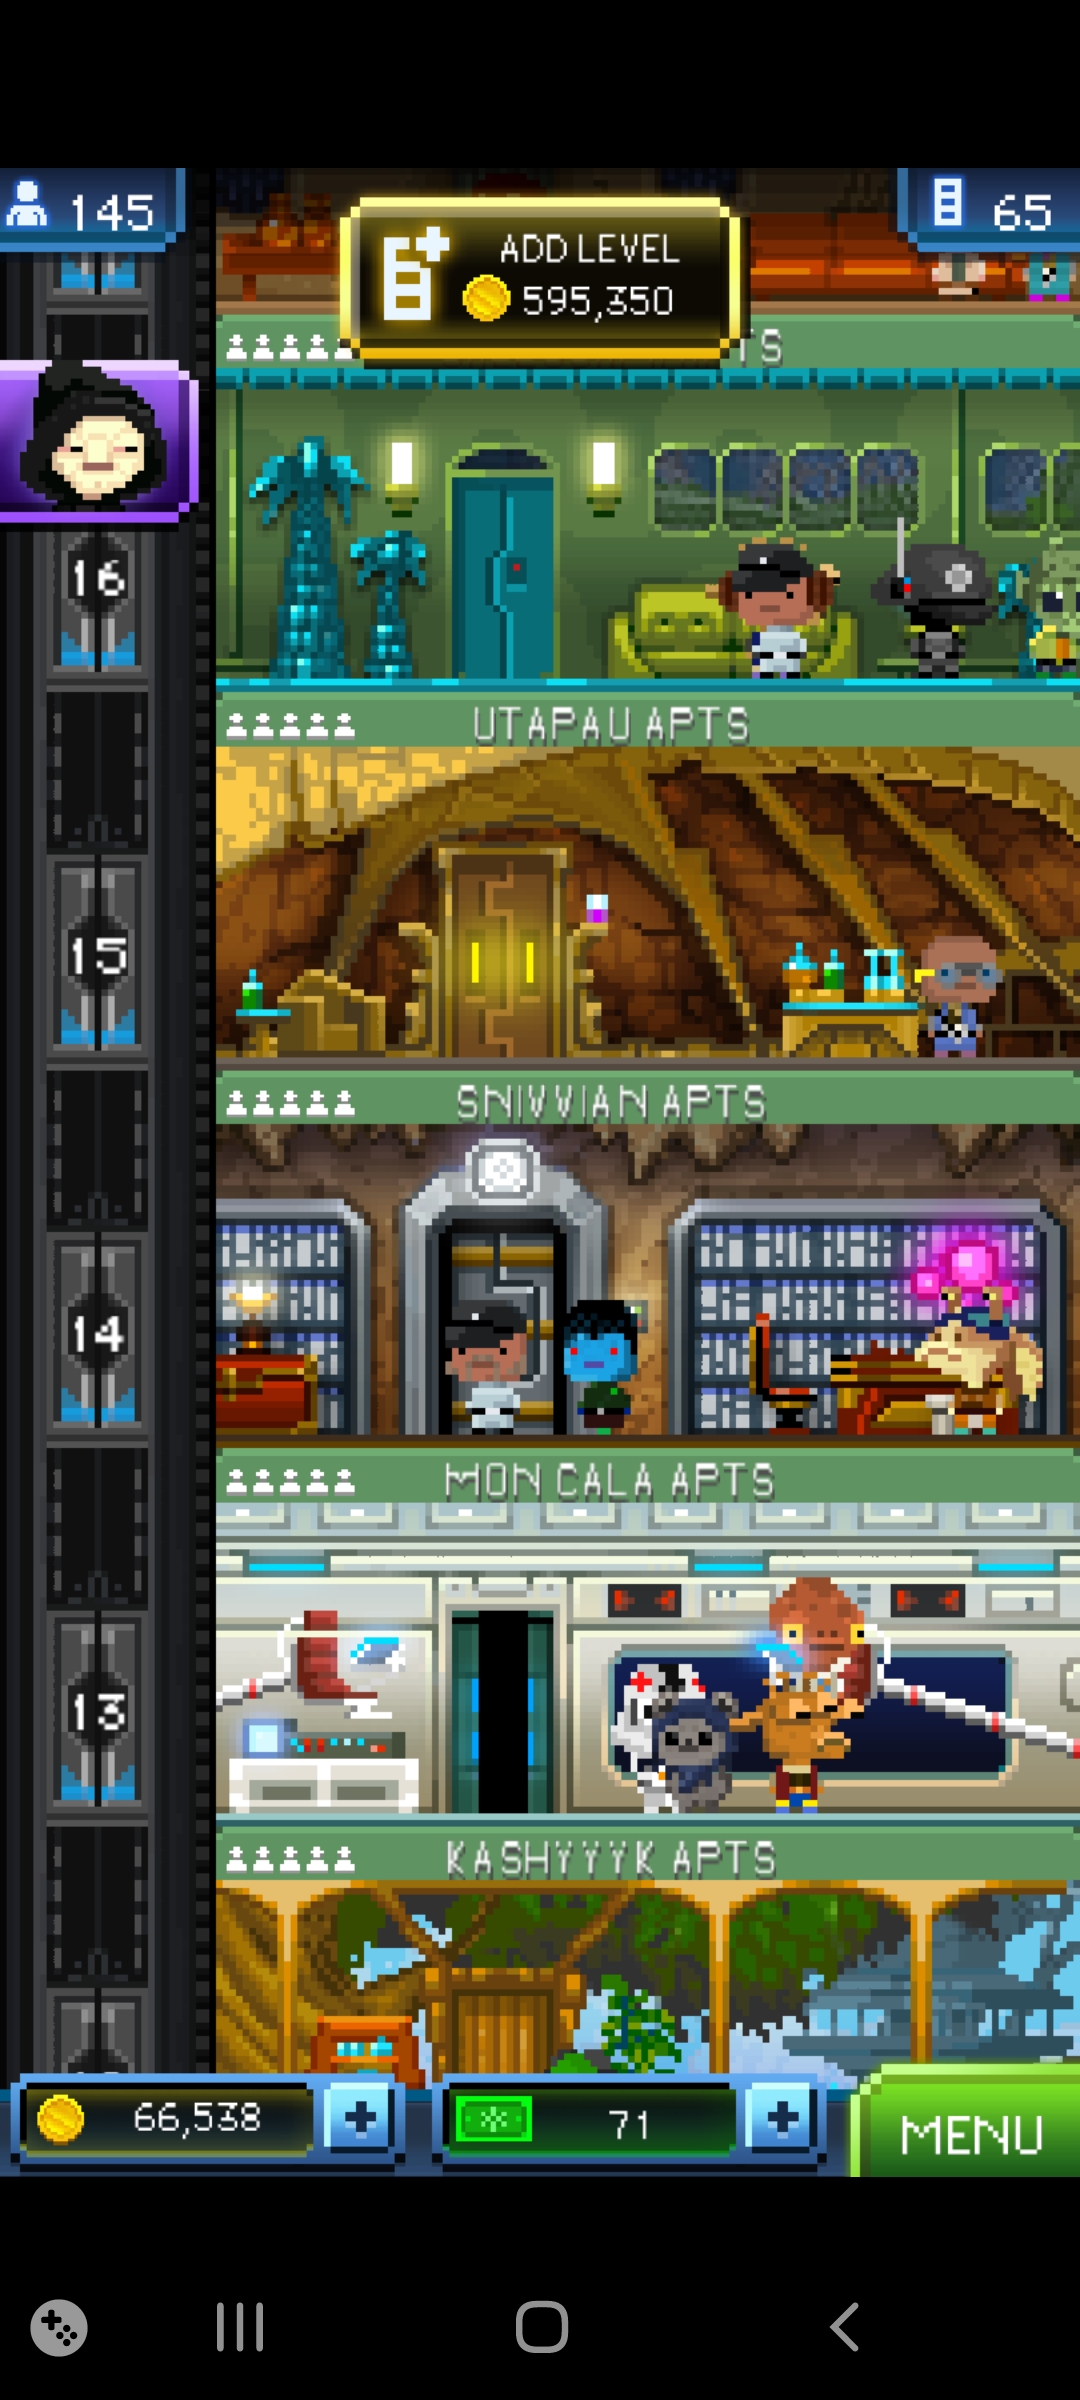 145
ADD LEVEL
595,350
65
TS
16
UTAPAU APTS
15
SNIVVIAN APTS
14
MON CALA APTS
13
KASHYYYK APTS
66,538
71
MENU